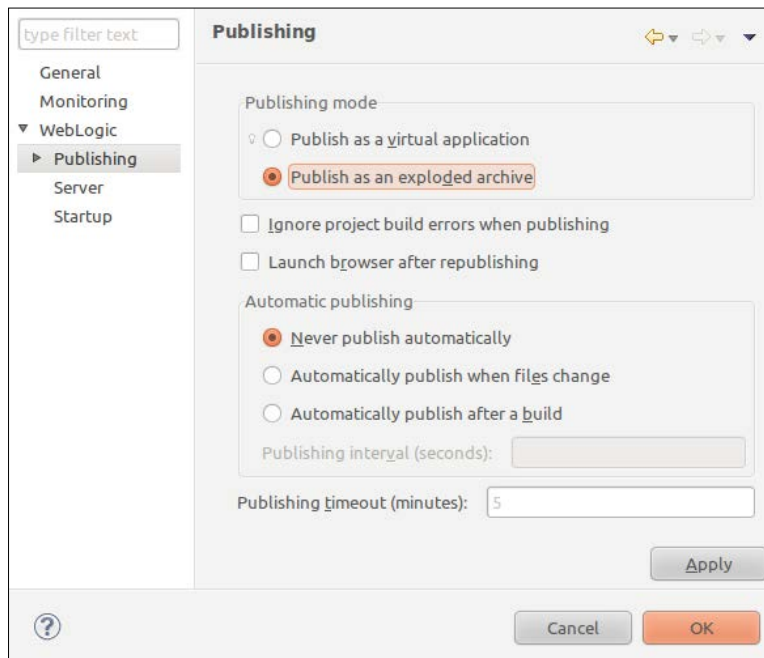 type filter text
General
Monitoring
WebLogic
Publishing
Server
Startup
Publishing
Publishing mode
Publish as a virtual application
Publish as an exploded archive
Ignore project build errors when publishing
Launch browser after republishing
Automatic publishing
Never publish automatically
Automatically publish when files change
Automatically publish after a build
Publishing interval (seconds):
Publishing timeout (minutes): 5
Apply
?
Cancel
OK